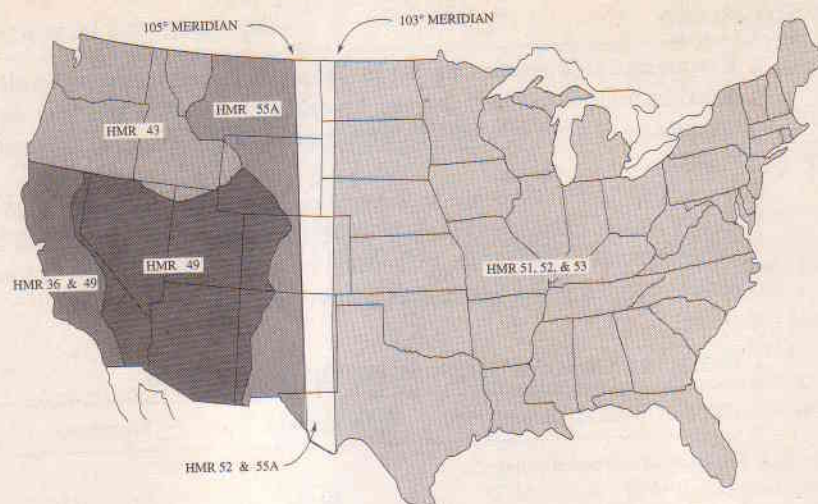 105° MERIDIAN
103° MERIDIAN
HMR 55A
HMR 43
HMR 49
HMR 36 & 49
HMR 51, 52, & 53
HMR 52 & 55A